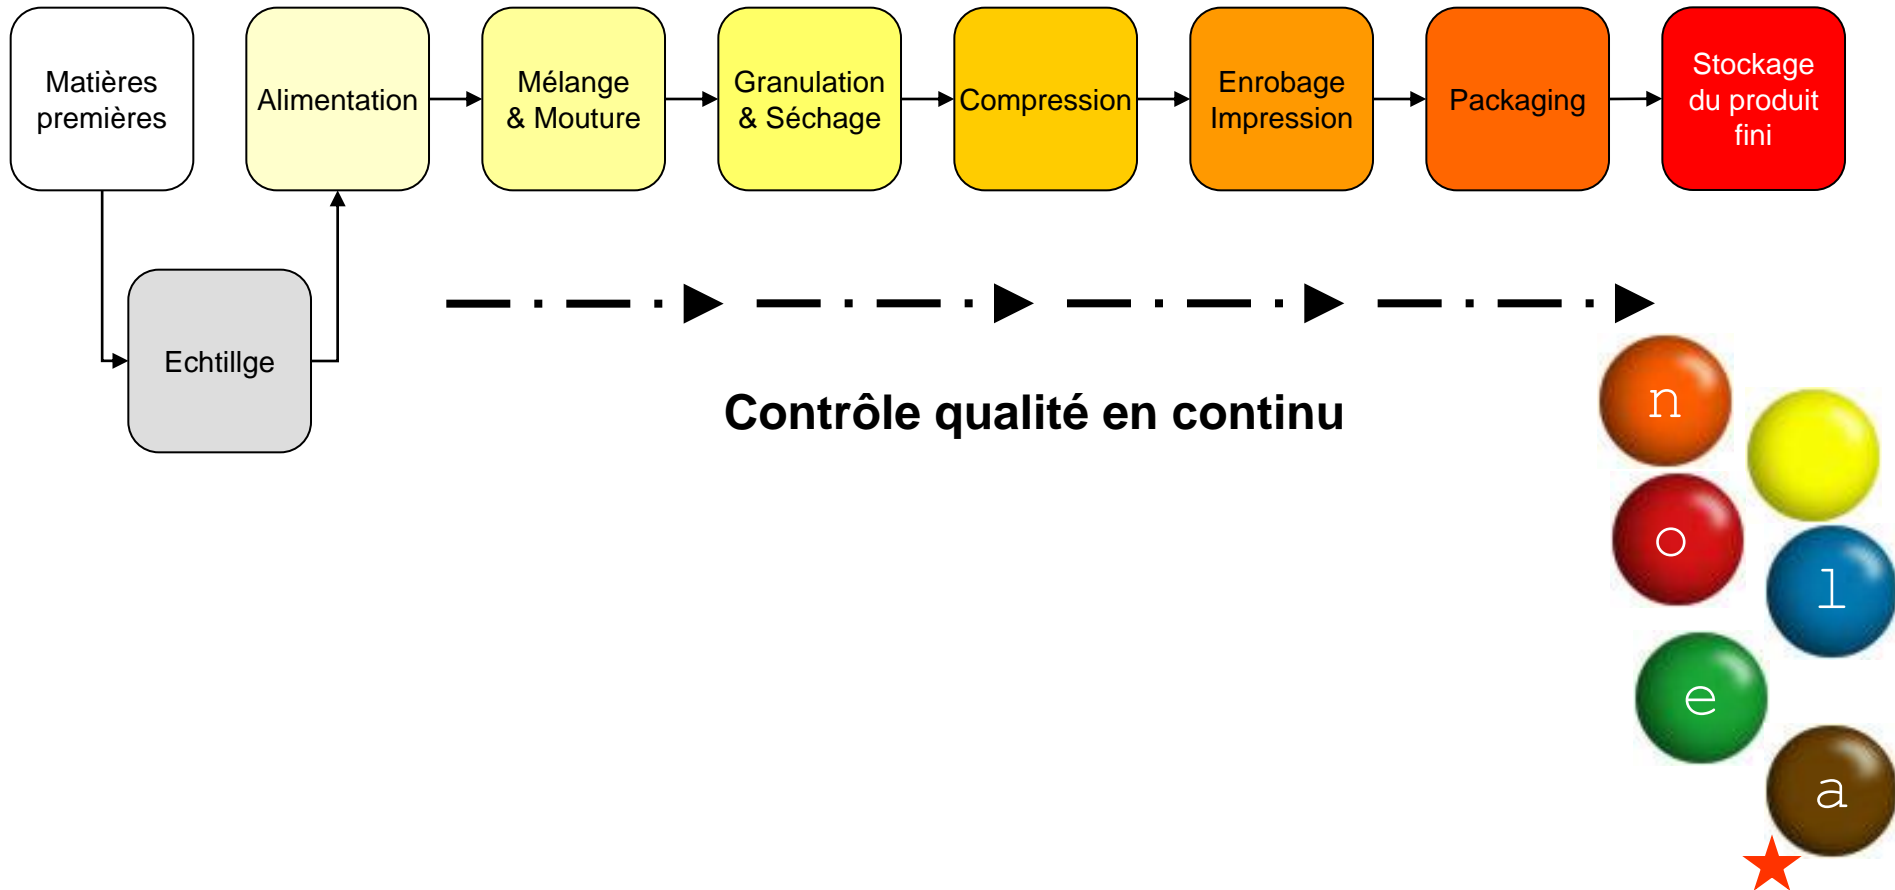 Matières
premières
Alimentation
Mélange
& Mouture
Granulation
& Séchage
Compression
Enrobage
Impression
Packaging
Stockage
du produit
fini
Echtillge
Contrôle qualité en continu
n
o
l
e
a